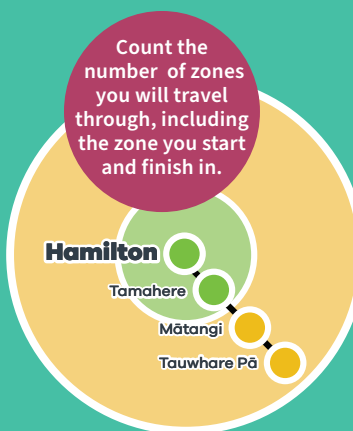 Count the
number of zones
you will travel
through, including
the zone you start
and finish in.
Hamilton
Tamahere
Mātangi
Tauwhare Pā